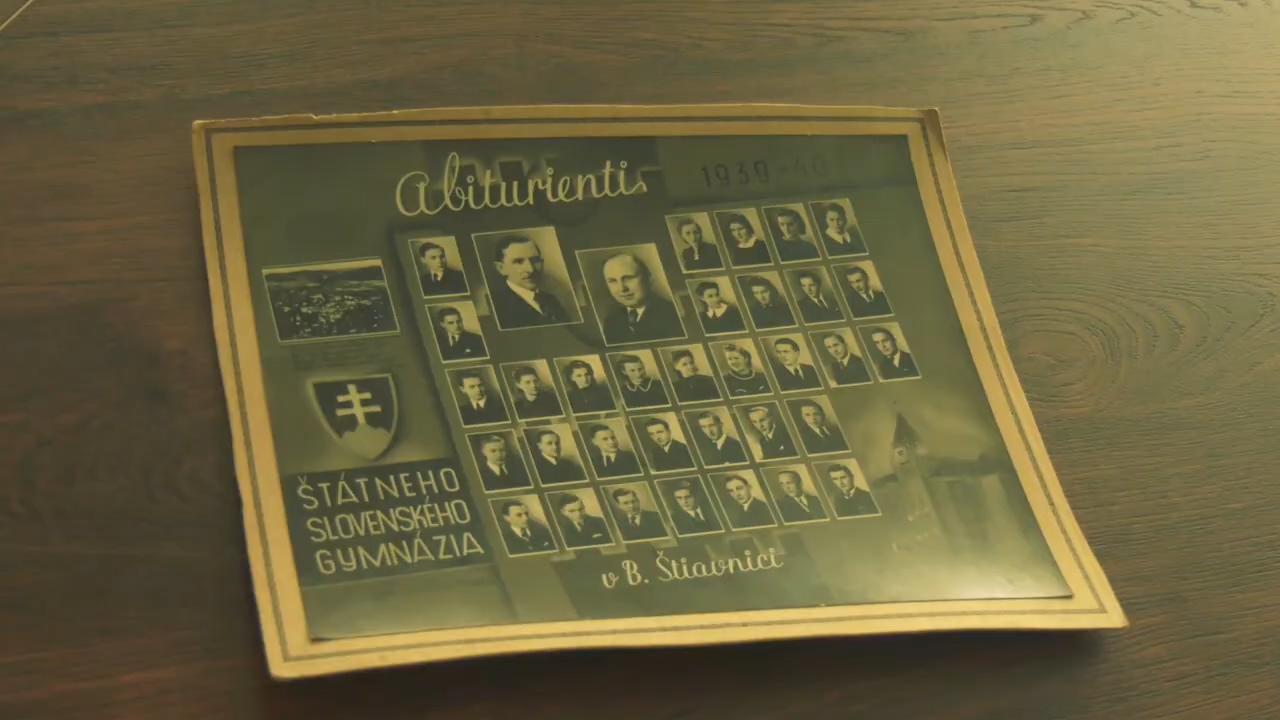 Abiturienti
1939-40
ŠTÁTNEHO
SLOVENSKÉHO
GYMNÁZIA
v B. Štiavnici